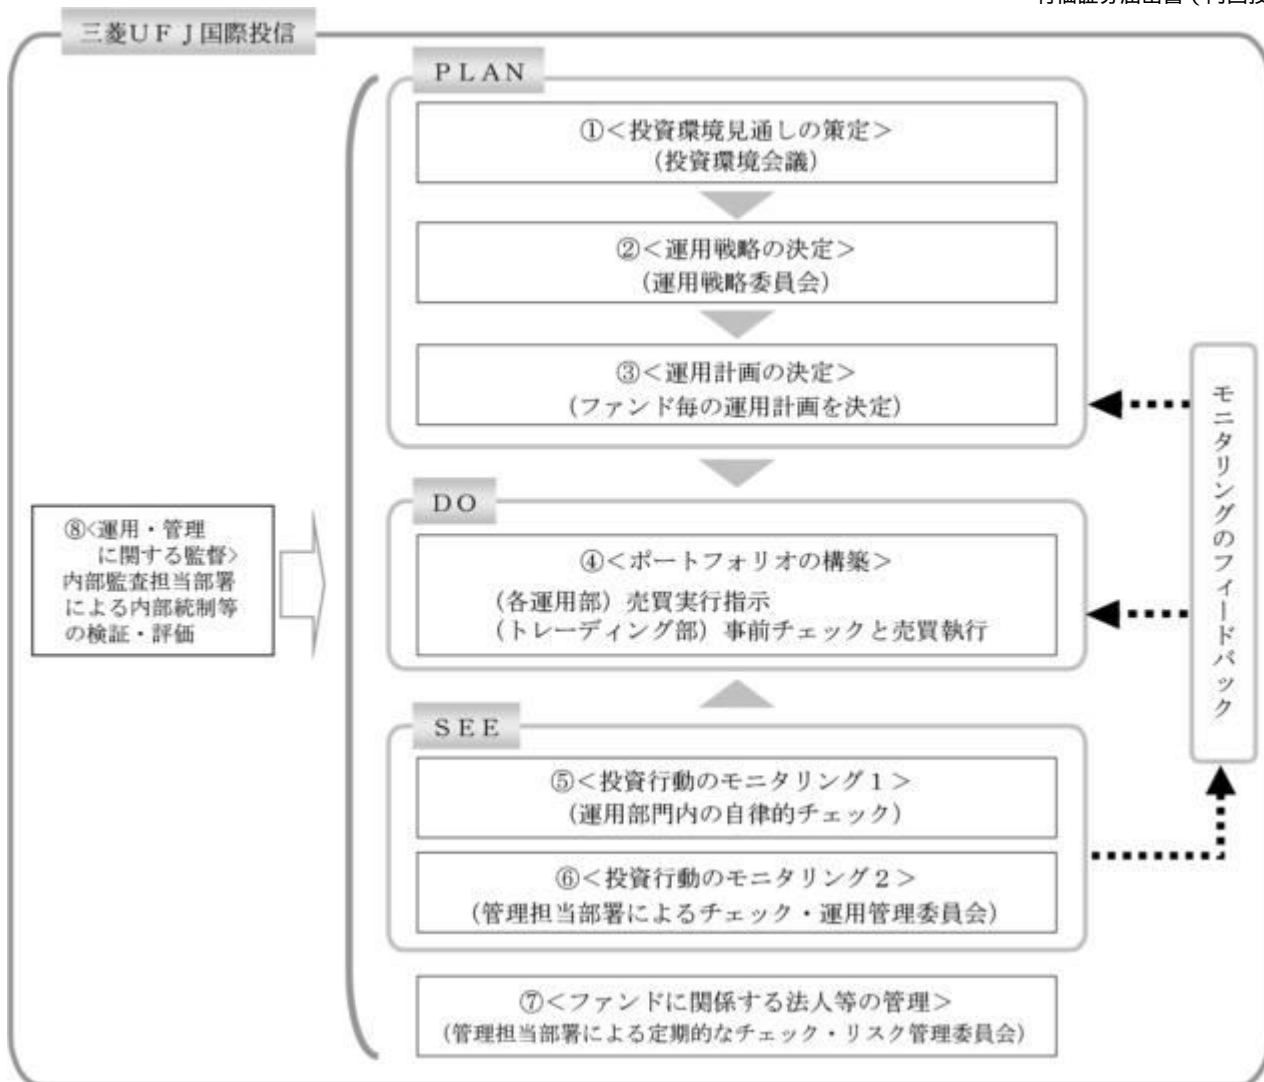 三菱ＵＦＪ国際投信
ＰＬＡＮ
①＜投資環境見通しの策定＞
（投資環境会議）
②＜運用戦略の決定＞
（運用戦略委員会）
③＜運用計画の決定＞
（ファンド毎の運用計画を決定）
ＤＯ
④＜ポートフォリオの構築＞
（各運用部）売買実行指示
（トレーディング部）事前チェックと売買執行
ＳＥＥ
⑤＜投資行動のモニタリング１＞
（運用部門内の自律的チェック）
⑥＜投資行動のモニタリング２＞
（管理担当部署によるチェック・運用管理委員会）
⑦＜ファンドに関係する法人等の管理＞
（管理担当部署による定期的なチェック・リスク管理委員会）
⑧<運用・管理
に関する監督>
内部監査担当部署
による内部統制等
の検証・評価
モニタリングのフィードバック